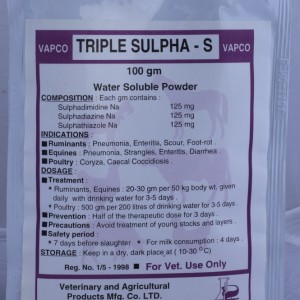 VAPCO TRIPLE SULPHA - S VAPCO
100 gm
Water Soluble Powder
COMPOSITION : Each gm contains :
Sulphadimidine Na 125 mg
Sulphadiazine Na 125 mg
Sulphathiazole Na 125 mg
INDICATIONS :
■ Ruminants : Pneumonia, Enteritis, Scour, Foot-rot .
■ Equines : Pneumonia, Strangles, Enteritis, Diarrhea .
■ Poultry : Coryza, Caecal Coccidiosis .
DOSAGE :
■ Treatment :
* Ruminants, Equines : 20-30 gm per 50 kg body wt. given
daily with drinking water for 3-5 days .
* Poultry : 500 gm per 200 litres of drinking water for 3-5 days .
■ Prevention : Half of the therapeutic dose for 3 days .
■ Precautions : Avoid treatment of young stocks and layers .
■ Safety period :
* 7 days before slaughter * For milk consumption : 4 days .
STORAGE : Keep in a dry, dark place at ( 10-30 °C)
Reg. No. 1/5 - 1998 ■ For Vet. Use Only
Veterinary and Agricultural
Products Mfg. Co. LTD.